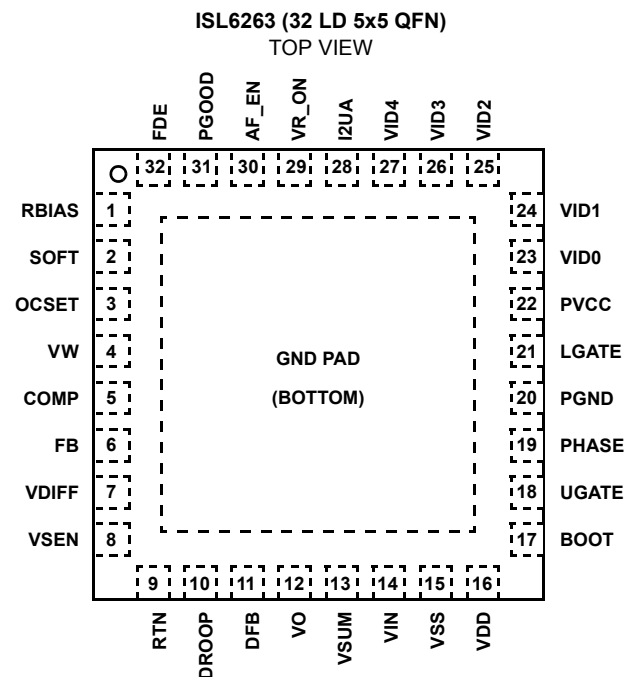 ISL6263 (32 LD 5x5 QFN)
TOP VIEW
FDE
PGOOD
AF_EN
VR_ON
I2UA
VID4
VID3
VID2
32 31 30 29 28 27 26 25
RBIAS 1
SOFT 2
OCSET 3
VW 4
COMP 5
FB 6
VDIFF 7
VSEN 8
GND PAD
(BOTTOM)
24 VID1
23 VID0
22 PVCC
21 LGATE
20 PGND
19 PHASE
18 UGATE
17 BOOT
9 10 11 12 13 14 15 16
RTN
DROOP
DFB
VO
VSUM
VIN
VSS
VDD